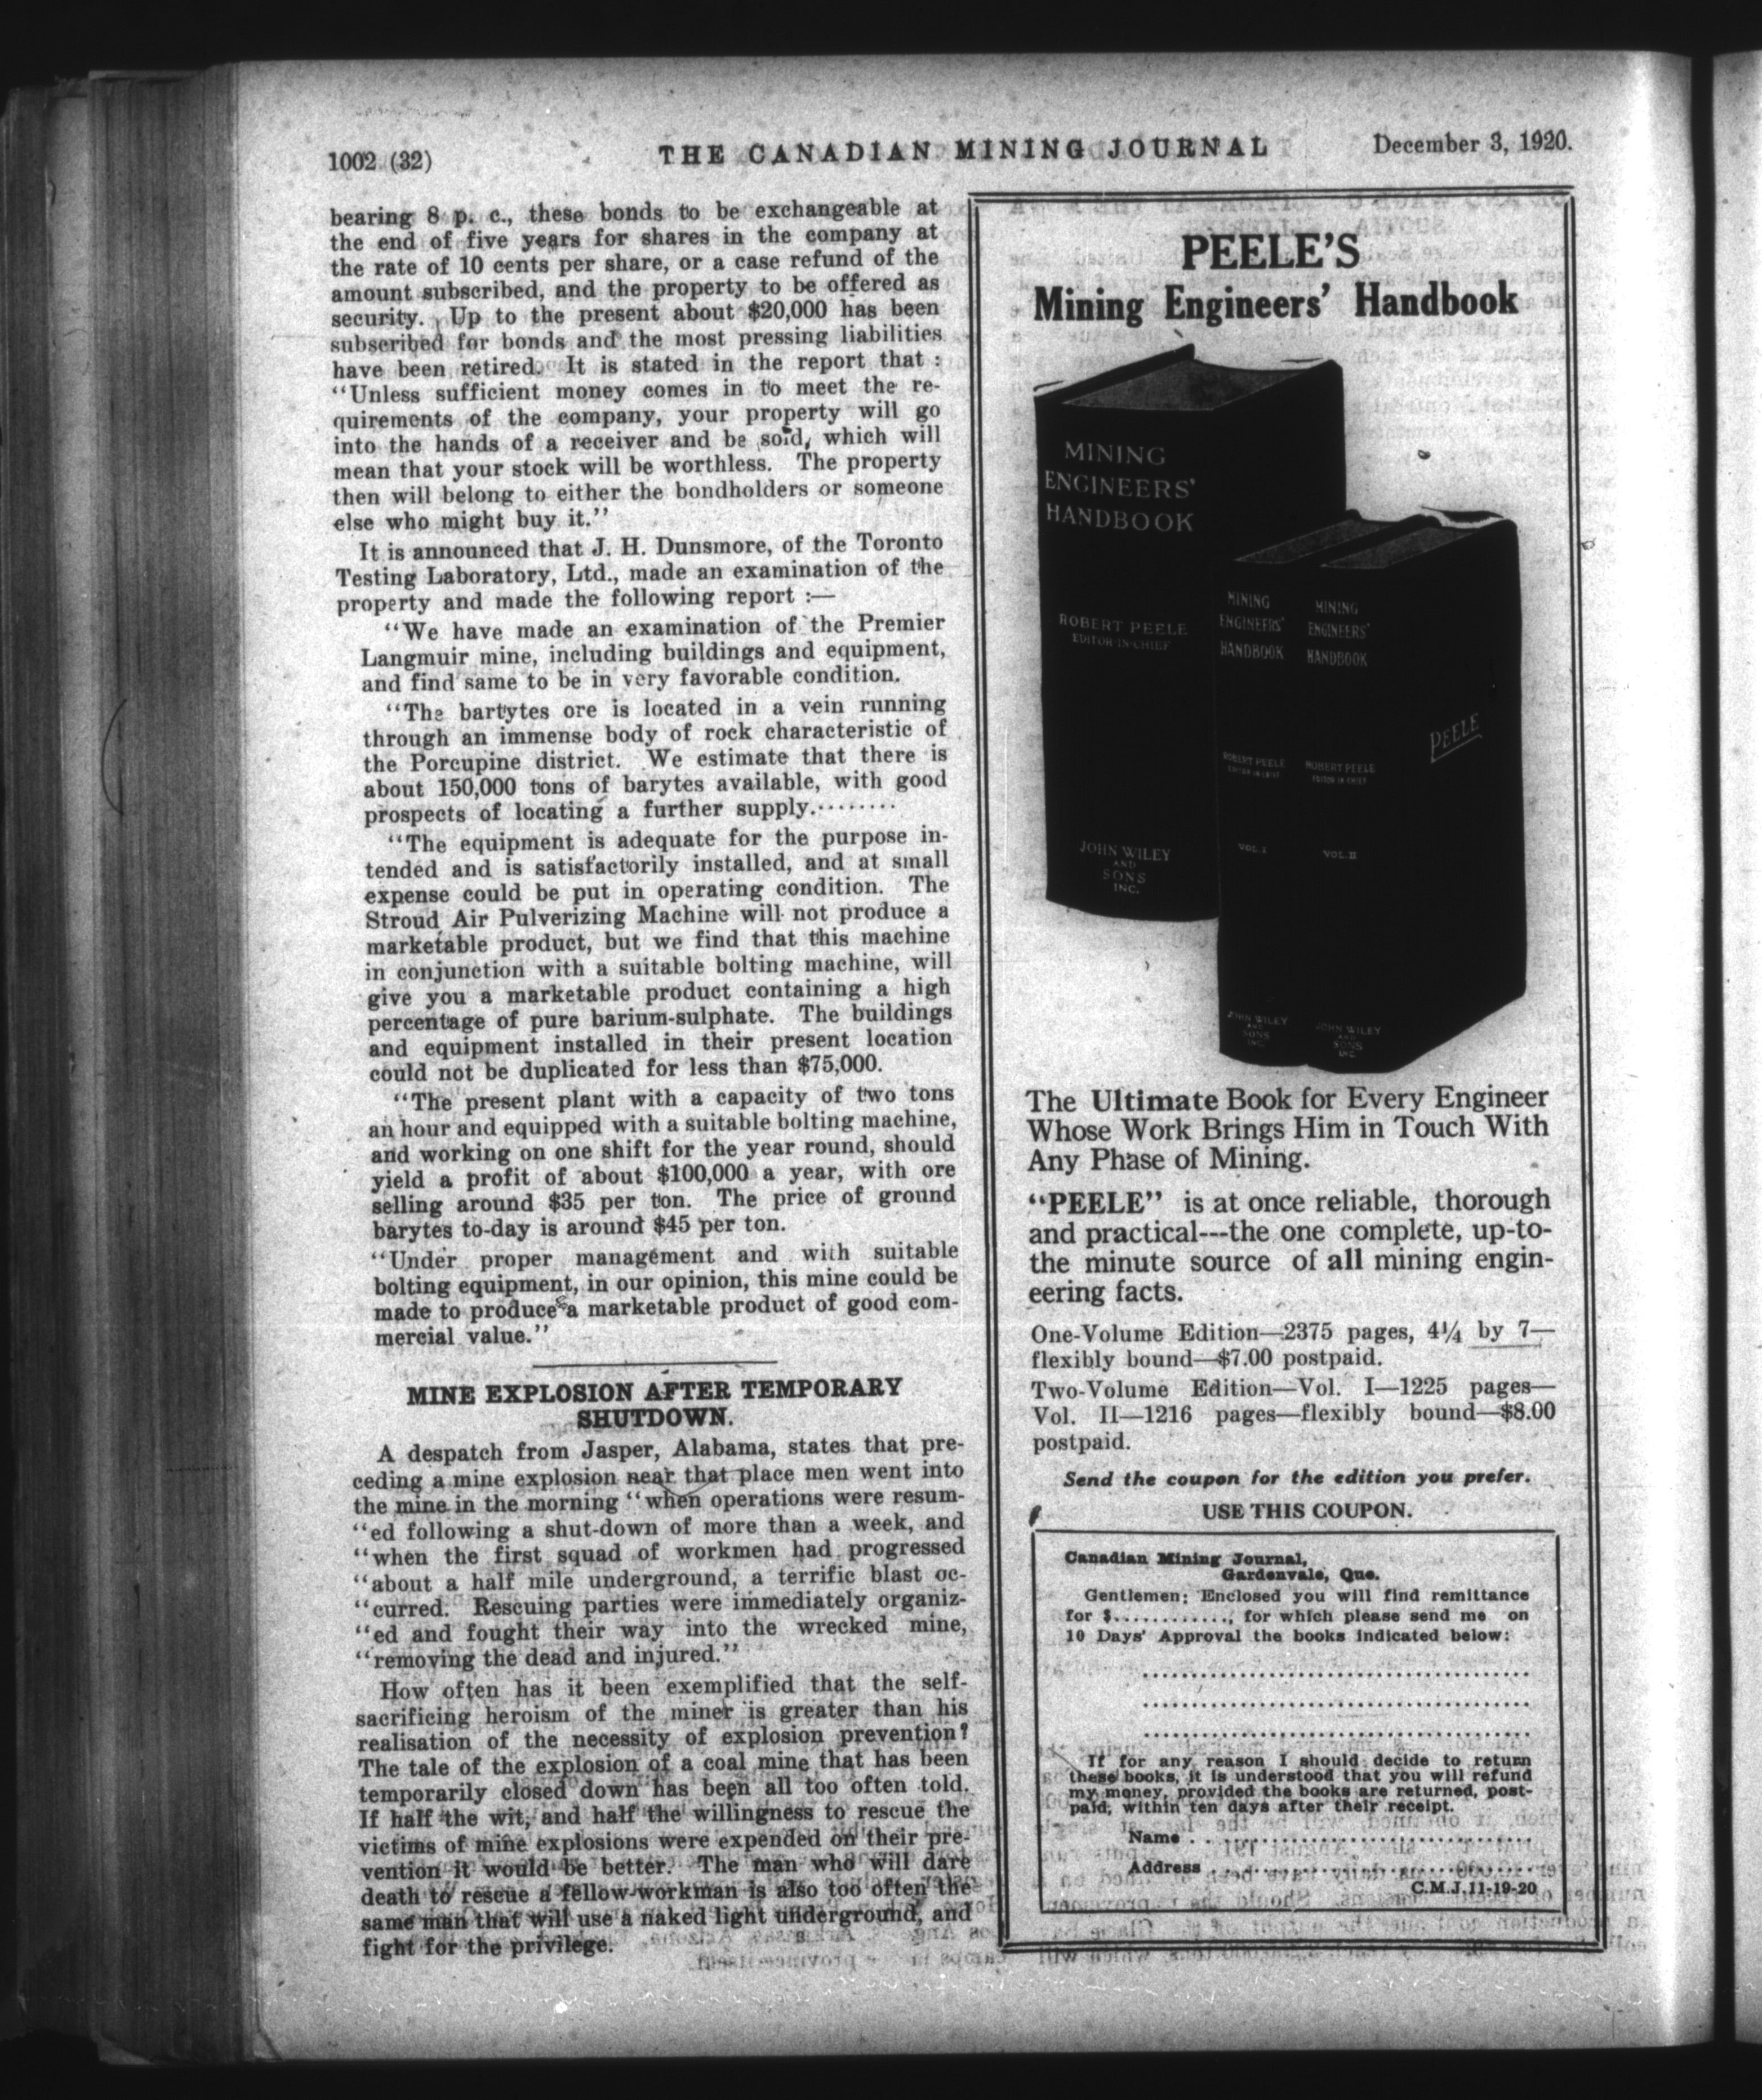 1002 (32)
THE CANADIAN MINING JOURNAL
December 3, 1920.
bearing 8 p. c., these bonds to be exchangeable at
the end of five years for shares in the company at
the rate of 10 cents per share, or a case refund of the
amount subscribed, and the property to be offered as
security. Up to the present about $20,000 has been
subscribed for bonds and the most pressing liabilities
have been retired. It is stated in the report that :
“Unless sufficient money comes in to meet the re-
quirements of the company, your property will go
into the hands of a receiver and be sold, which will
mean that your stock will be worthless. The property
then will belong to either the bondholders or someone
else who might buy it.”
It is announced that J. H. Dunsmore, of the Toronto
Testing Laboratory, Ltd., made an examination of the
property and made the following report :—
“We have made an examination of the Premier
Langmuir mine, including buildings and equipment,
and find same to be in very favorable condition.
“The bartytes ore is located in a vein running
through an immense body of rock characteristic of
the Porcupine district. We estimate that there is
about 150,000 tons of barytes available, with good
prospects of locating a further supply.........
“The equipment is adequate for the purpose in-
tended and is satisfactorily installed, and at small
expense could be put in operating condition. The
Stroud Air Pulverizing Machine will not produce a
marketable product, but we find that this machine
in conjunction with a suitable bolting machine, will
give you a marketable product containing a high
percentage of pure barium-sulphate. The buildings
and equipment installed in their present location
could not be duplicated for less than $75,000.
“The present plant with a capacity of two tons
an hour and equipped with a suitable bolting machine,
and working on one shift for the year round, should
yield a profit of about $100,000 a year, with ore
selling around $35 per ton. The price of ground
barytes to-day is around $45 per ton.
“Under proper management and with suitable
bolting equipment, in our opinion, this mine could be
made to produce a marketable product of good com-
mercial value.”
MINE EXPLOSION AFTER TEMPORARY
SHUTDOWN.
A despatch from Jasper, Alabama, states that pre-
ceding a mine explosion near that place men went into
the mine in the morning “when operations were resum-
“ed following a shut-down of more than a week, and
“when the first squad of workmen had progressed
“about a half mile underground, a terrific blast oc-
“curred. Rescuing parties were immediately organiz-
“ed and fought their way into the wrecked mine,
“removing the dead and injured.”
How often has it been exemplified that the self-
sacrificing heroism of the miner is greater than his
realisation of the necessity of explosion prevention?
The tale of the explosion of a coal mine that has been
temporarily closed down has been all too often told.
If half the wit, and half the willingness to rescue the
victims of mine explosions were expended on their pre-
vention it would be better. The man who will dare
death to rescue a fellow-workman is also too often the
same man that will use a naked light underground, and
fight for the privilege.
PEELE'S
Mining Engineers' Handbook
MINING
ENGINEERS'
HANDBOOK
ROBERT PEELE
EDITOR-IN-CHIEF
JOHN WILEY
AND
SONS
INC.
MINING
ENGINEERS'
HANDBOOK
ROBERT PEELE
EDITOR IN CHIEF
VOL. I
JOHN WILEY
AND
SONS
INC.
MINING
ENGINEERS'
HANDBOOK
ROBERT PEELE
EDITOR IN CHIEF
VOL. II
JOHN WILEY
AND
SONS
INC.
PEELE
The Ultimate Book for Every Engineer
Whose Work Brings Him in Touch With
Any Phase of Mining.
“PEELE” is at once reliable, thorough
and practical---the one complete, up-to-
the minute source of all mining engin-
eering facts.
One-Volume Edition—2375 pages, 4¼ by 7—
flexibly bound—$7.00 postpaid.
Two-Volume Edition—Vol. I—1225 pages—
Vol. II—1216 pages—flexibly bound—$8.00
postpaid.
Send the coupon for the edition you prefer.
USE THIS COUPON.
Canadian Mining Journal,
Gardenvale, Que.
Gentlemen: Enclosed you will find remittance
for $............, for which please send me on
10 Days' Approval the books indicated below:
If for any reason I should decide to return
these books, it is understood that you will refund
my money, provided the books are returned, post-
paid, within ten days after their receipt.
Name
Address
C.M.J.11-19-20